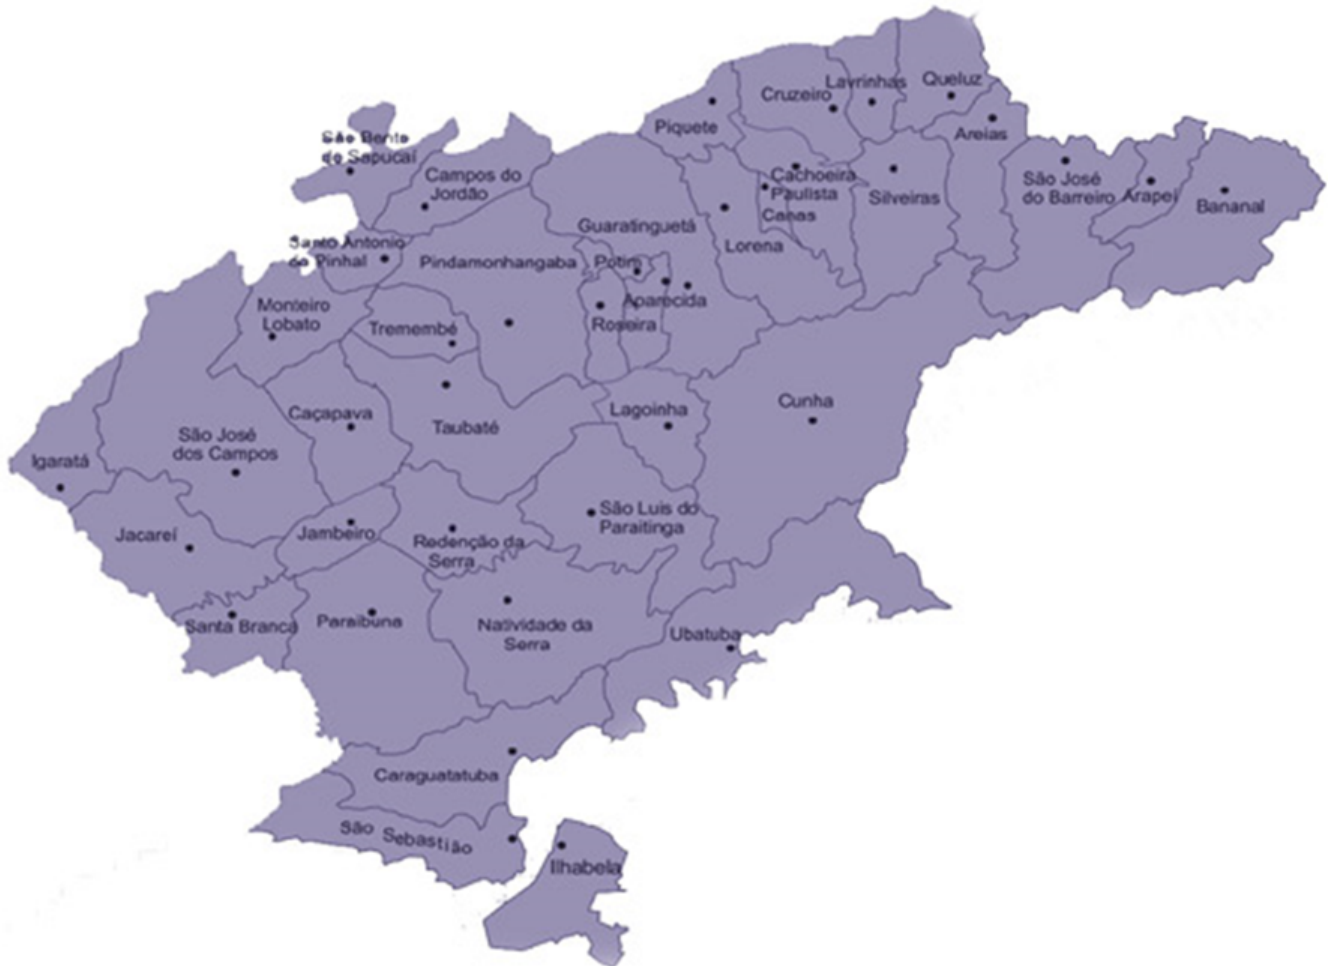 Queluz
Lavrinhas
Cruzeiro
Piquete
Areias
São Bento
do Sapucaí
Campos do
Jordão
Cachoeira
Paulista
Canas
Silveiras
São José
do Barreiro
Arapeí
Bananal
Guaratinguetá
Lorena
Santo Antonio
do Pinhal
Pindamonhangaba
Potim
Aparecida
Roseira
Monteiro
Lobato
Tremembé
Caçapava
Taubaté
Lagoinha
Cunha
São José
dos Campos
Igaratá
Jacareí
Jambeiro
Redenção da
Serra
São Luis do
Paraitinga
Santa Branca
Paraibuna
Natividade da
Serra
Ubatuba
Caraguatatuba
São Sebastião
Ilhabela